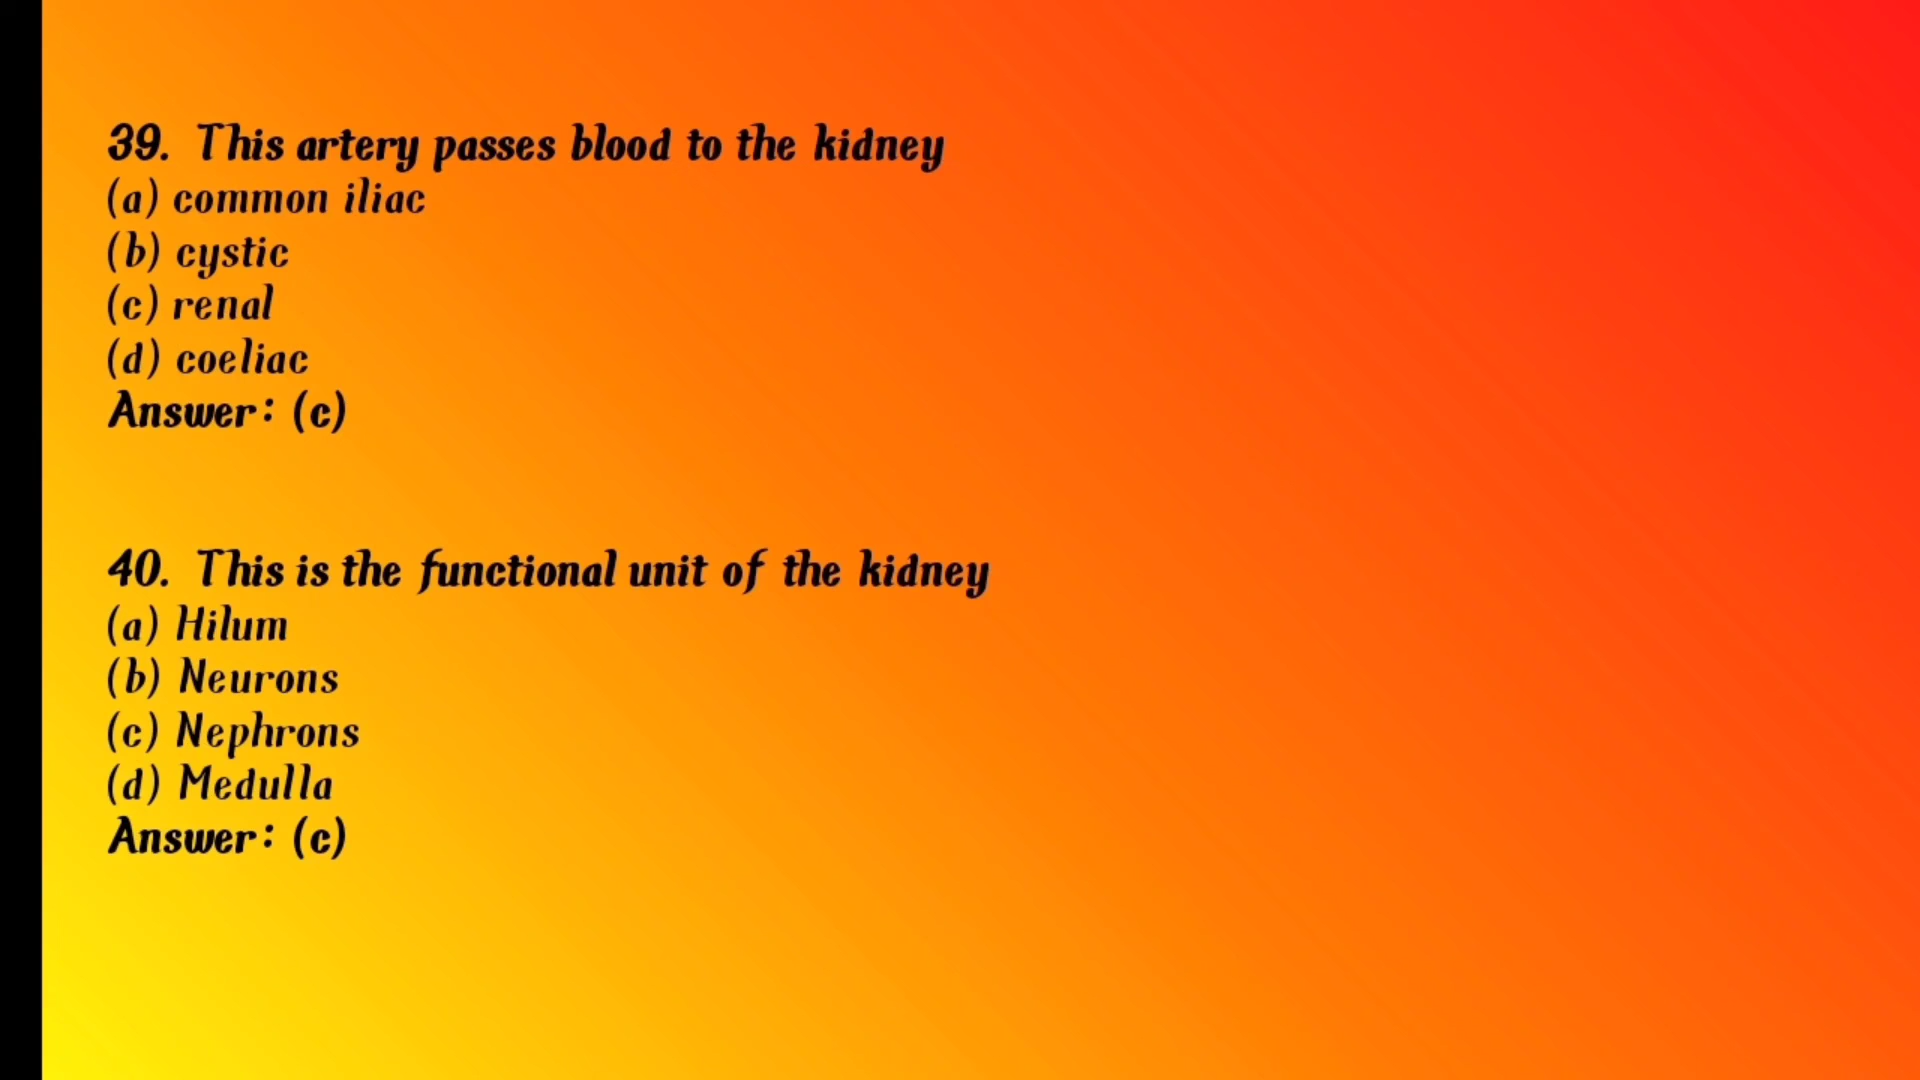 39. This artery passes blood to the kidney
(a) common iliac
(b) cystic
(c) renal
(d) coeliac
Answer: (c)
40. This is the functional unit of the kidney
(a) Hilum
(b) Neurons
(c) Nephrons
(d) Medulla
Answer: (c)